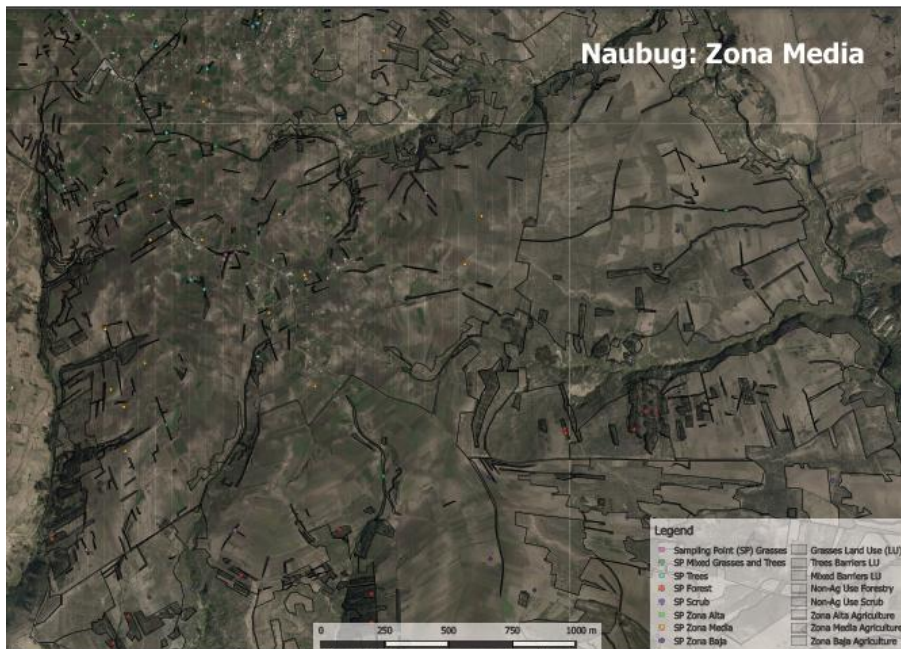 Naubug: Zona Media
Legend
Sampling Point (SP) Grasses
SP Mixed Grasses and Trees
SP Trees
SP Forest
SP Scrub
SP Zona Alta
SP Zona Media
SP Zona Baja
Grasses Land Use (LU)
Trees Barriers LU
Mixed Barriers LU
Non-Ag Use Forestry
Non-Ag Use Scrub
Zona Alta Agriculture
Zona Media Agriculture
Zona Baja Agriculture
0 250 500 750 1000 m